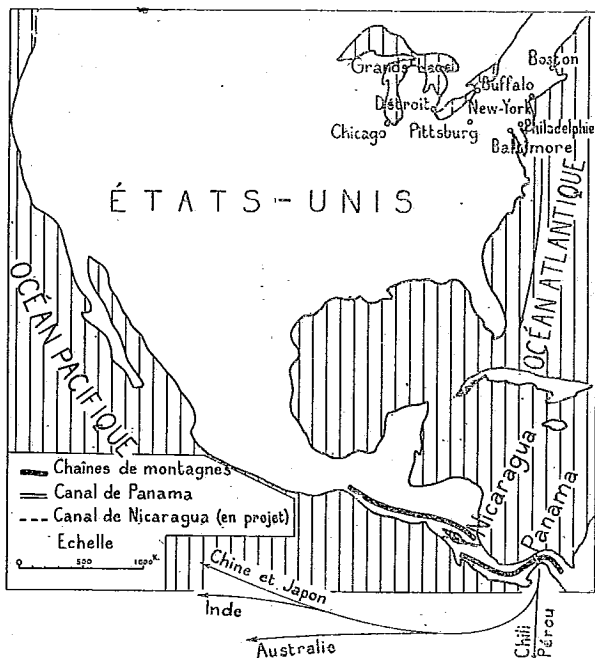 Grands Lacs
Boston
Buffalo
Détroit
New-York
Chicago
Pittsburg
Philadelphie
Baltimore
ÉTATS-UNIS
OCÉAN ATLANTIQUE
OCÉAN PACIFIQUE
Nicaragua
Panama
Chaînes de montagnes
Canal de Panama
Canal de Nicaragua (en projet)
Echelle
0 500 1000K.
Chine et Japon
Inde
Australie
Chili
Pérou